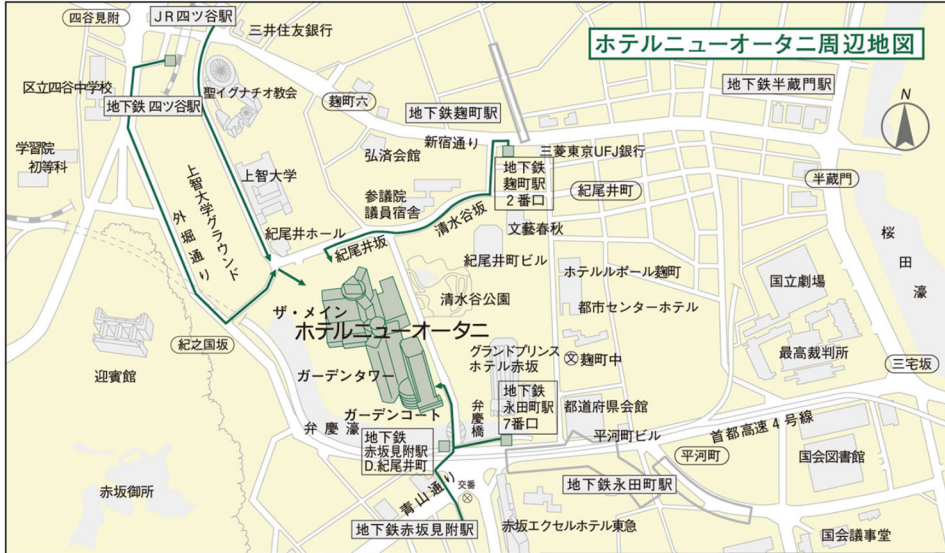 四谷見附
JR四ツ谷駅
三井住友銀行
ホテルニューオータニ周辺地図
区立四谷中学校
地下鉄 四ツ谷駅
聖イグナチオ教会
麹町六
地下鉄麹町駅
地下鉄半蔵門駅
N
学習院
初等科
上智大学
弘済会館
新宿通り
三菱東京UFJ銀行
地下鉄
麹町駅
2番口
紀尾井町
半蔵門
上智大学グラウンド
外堀通り
参議院
議員宿舎
清水谷坂
文藝春秋
桜田濠
紀尾井ホール
紀尾井坂
紀尾井町ビル
ホテルルポール麹町
国立劇場
清水谷公園
都市センターホテル
ザ・メイン
ホテルニューオータニ
紀之国坂
迎賓館
ガーデンタワー
グランドプリンス
ホテル赤坂
麹町中
最高裁判所
三宅坂
ガーデンコート
弁慶濠
弁慶橋
地下鉄
永田町駅
7番口
都道府県会館
地下鉄
赤坂見附駅
D.紀尾井町
平河町ビル
首都高速4号線
平河町
国会図書館
赤坂御所
青山通り
交番
地下鉄永田町駅
地下鉄赤坂見附駅
赤坂エクセルホテル東急
国会議事堂